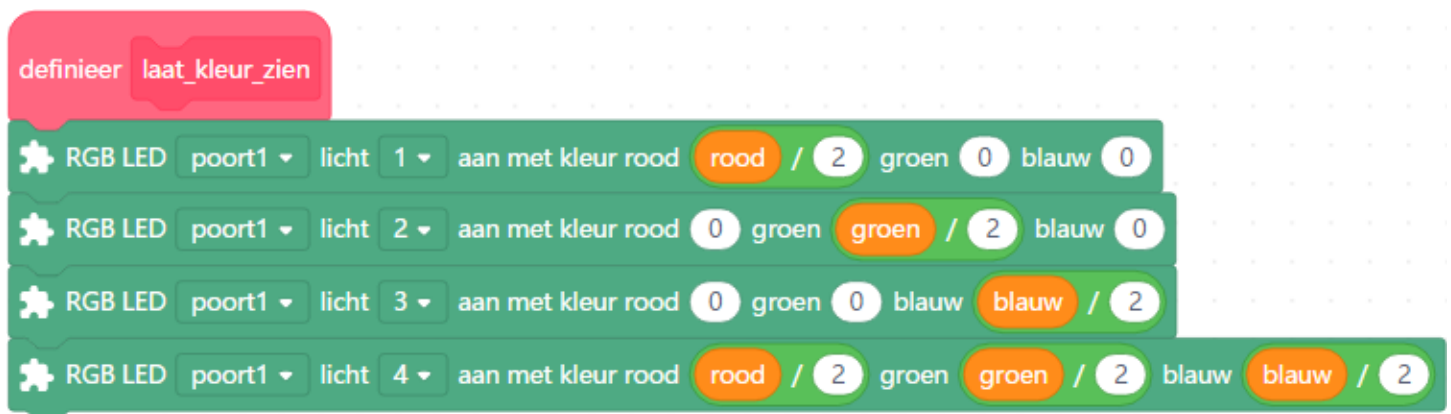 definieer laat_kleur_zien
RGB LED poort1 licht 1 aan met kleur rood rood / 2 groen 0 blauw 0
RGB LED poort1 licht 2 aan met kleur rood 0 groen groen / 2 blauw 0
RGB LED poort1 licht 3 aan met kleur rood 0 groen 0 blauw blauw / 2
RGB LED poort1 licht 4 aan met kleur rood rood / 2 groen groen / 2 blauw blauw / 2